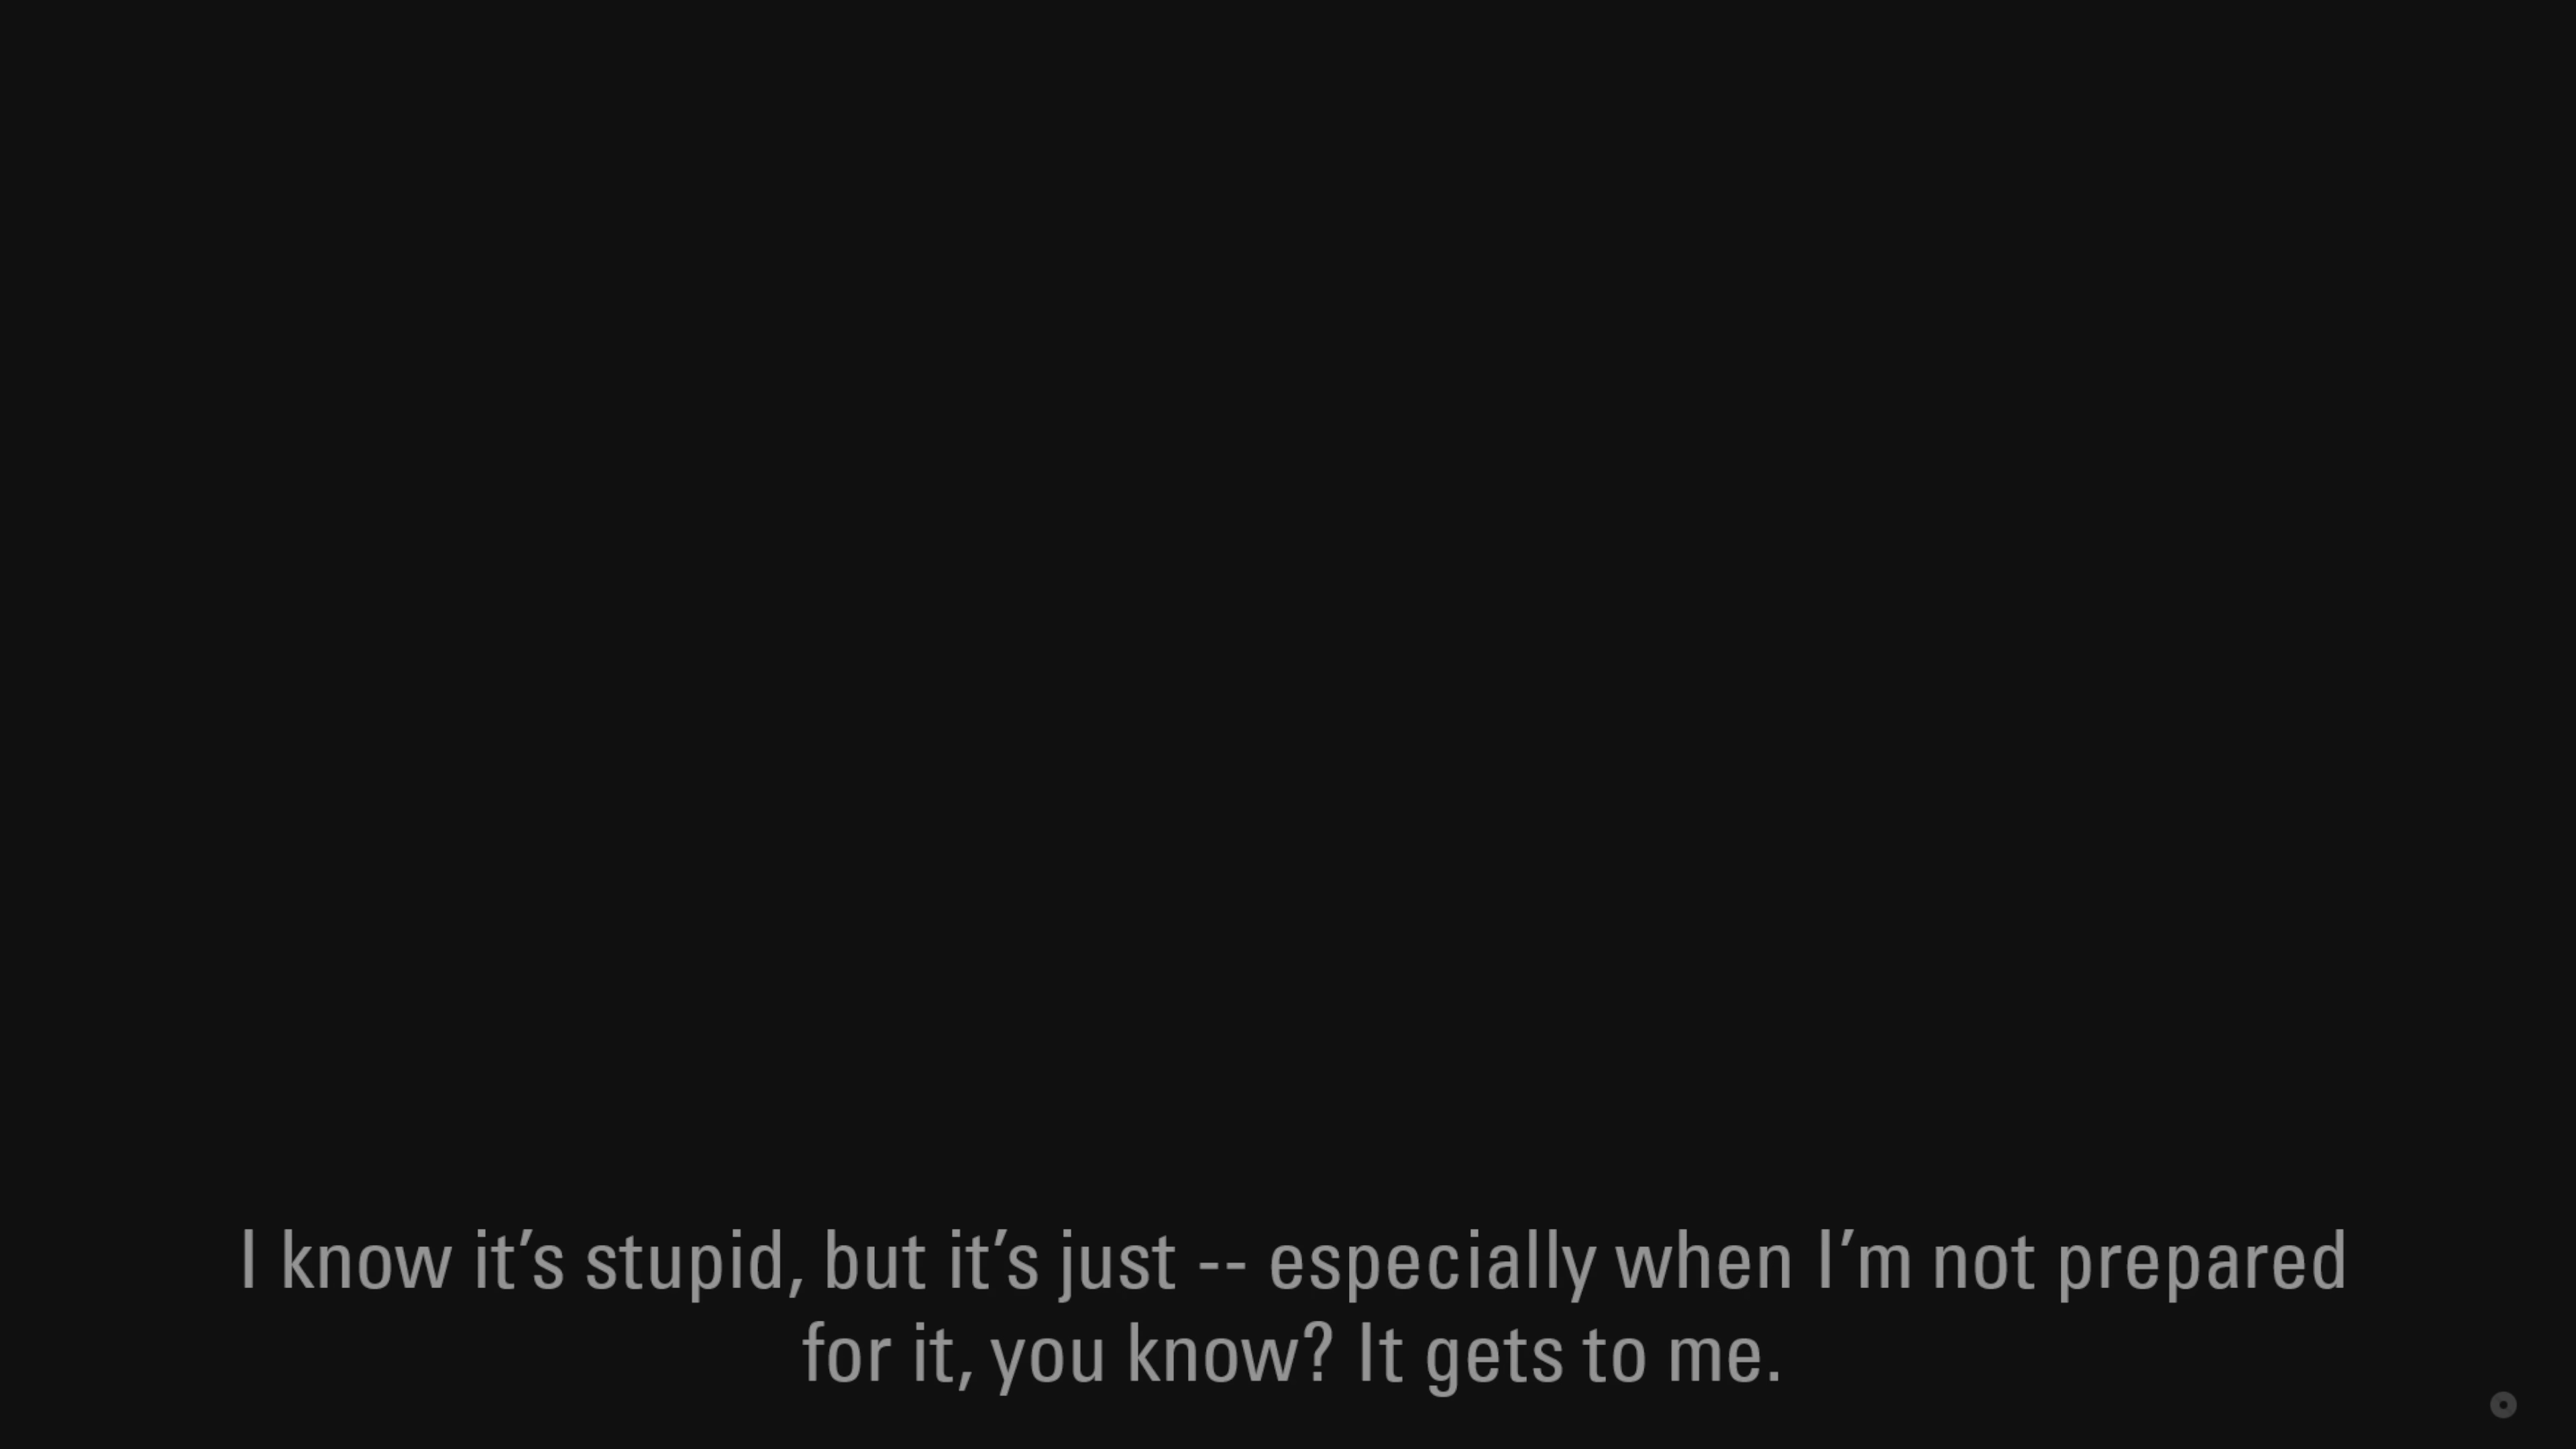 I know it’s stupid, but it’s just -- especially when I’m not prepared
for it, you know? It gets to me.